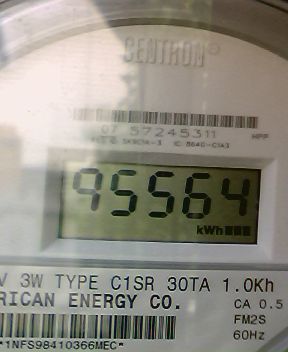 CENTRON
07 57245311 HPP
95564
kWh
V 3W TYPE C1SR 30TA 1.0Kh
RICAN ENERGY CO. CA 0.5
FM2S
60Hz
*1NFS98410366MEC*